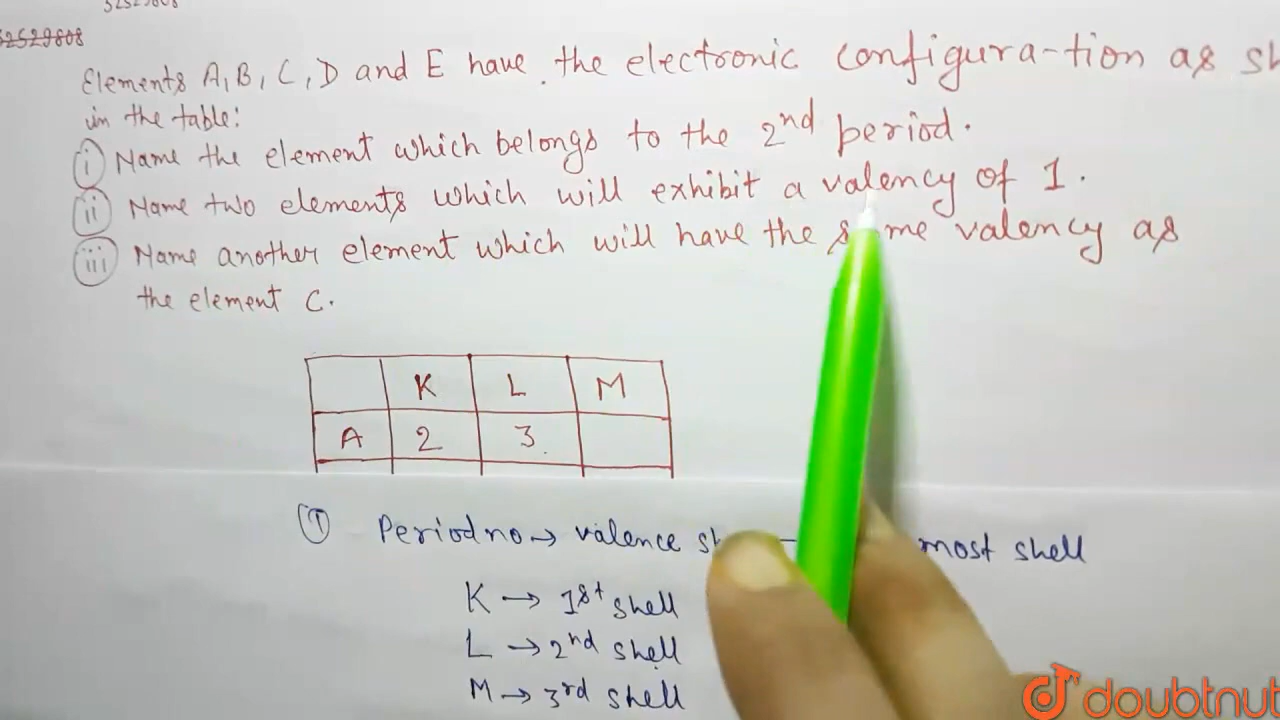 32529808
Elements A, B, C, D and E have the electronic configura-tion as sh
in the table:
(i) Name the element which belongs to the 2nd period.
(ii) Name two elements which will exhibit a valency of 1.
(iii) Name another element which will have the same valency as
the element C.
K L M
A 2 3
(1) Period no → valence sh most shell
K → 1st shell
L → 2nd shell
M → 3rd shell
doubtnut